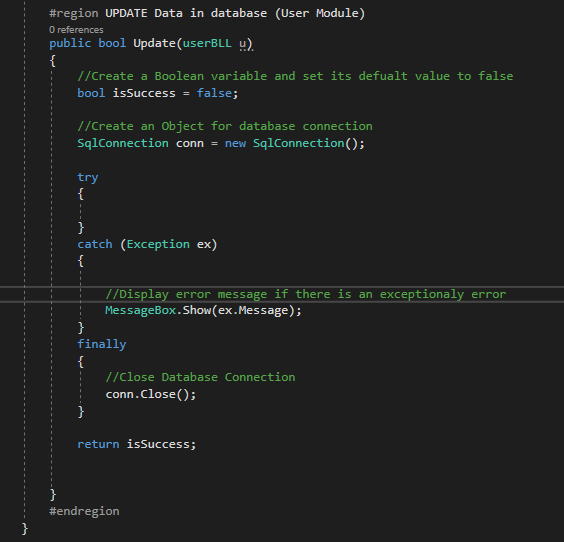 #region UPDATE Data in database (User Module)
0 references
public bool Update(userBLL u)
{
//Create a Boolean variable and set its defualt value to false
bool isSuccess = false;
//Create an Object for database connection
SqlConnection conn = new SqlConnection();
try
{
}
catch (Exception ex)
{
//Display error message if there is an exceptionaly error
MessageBox.Show(ex.Message);
}
finally
{
//Close Database Connection
conn.Close();
}
return isSuccess;
}
#endregion
}